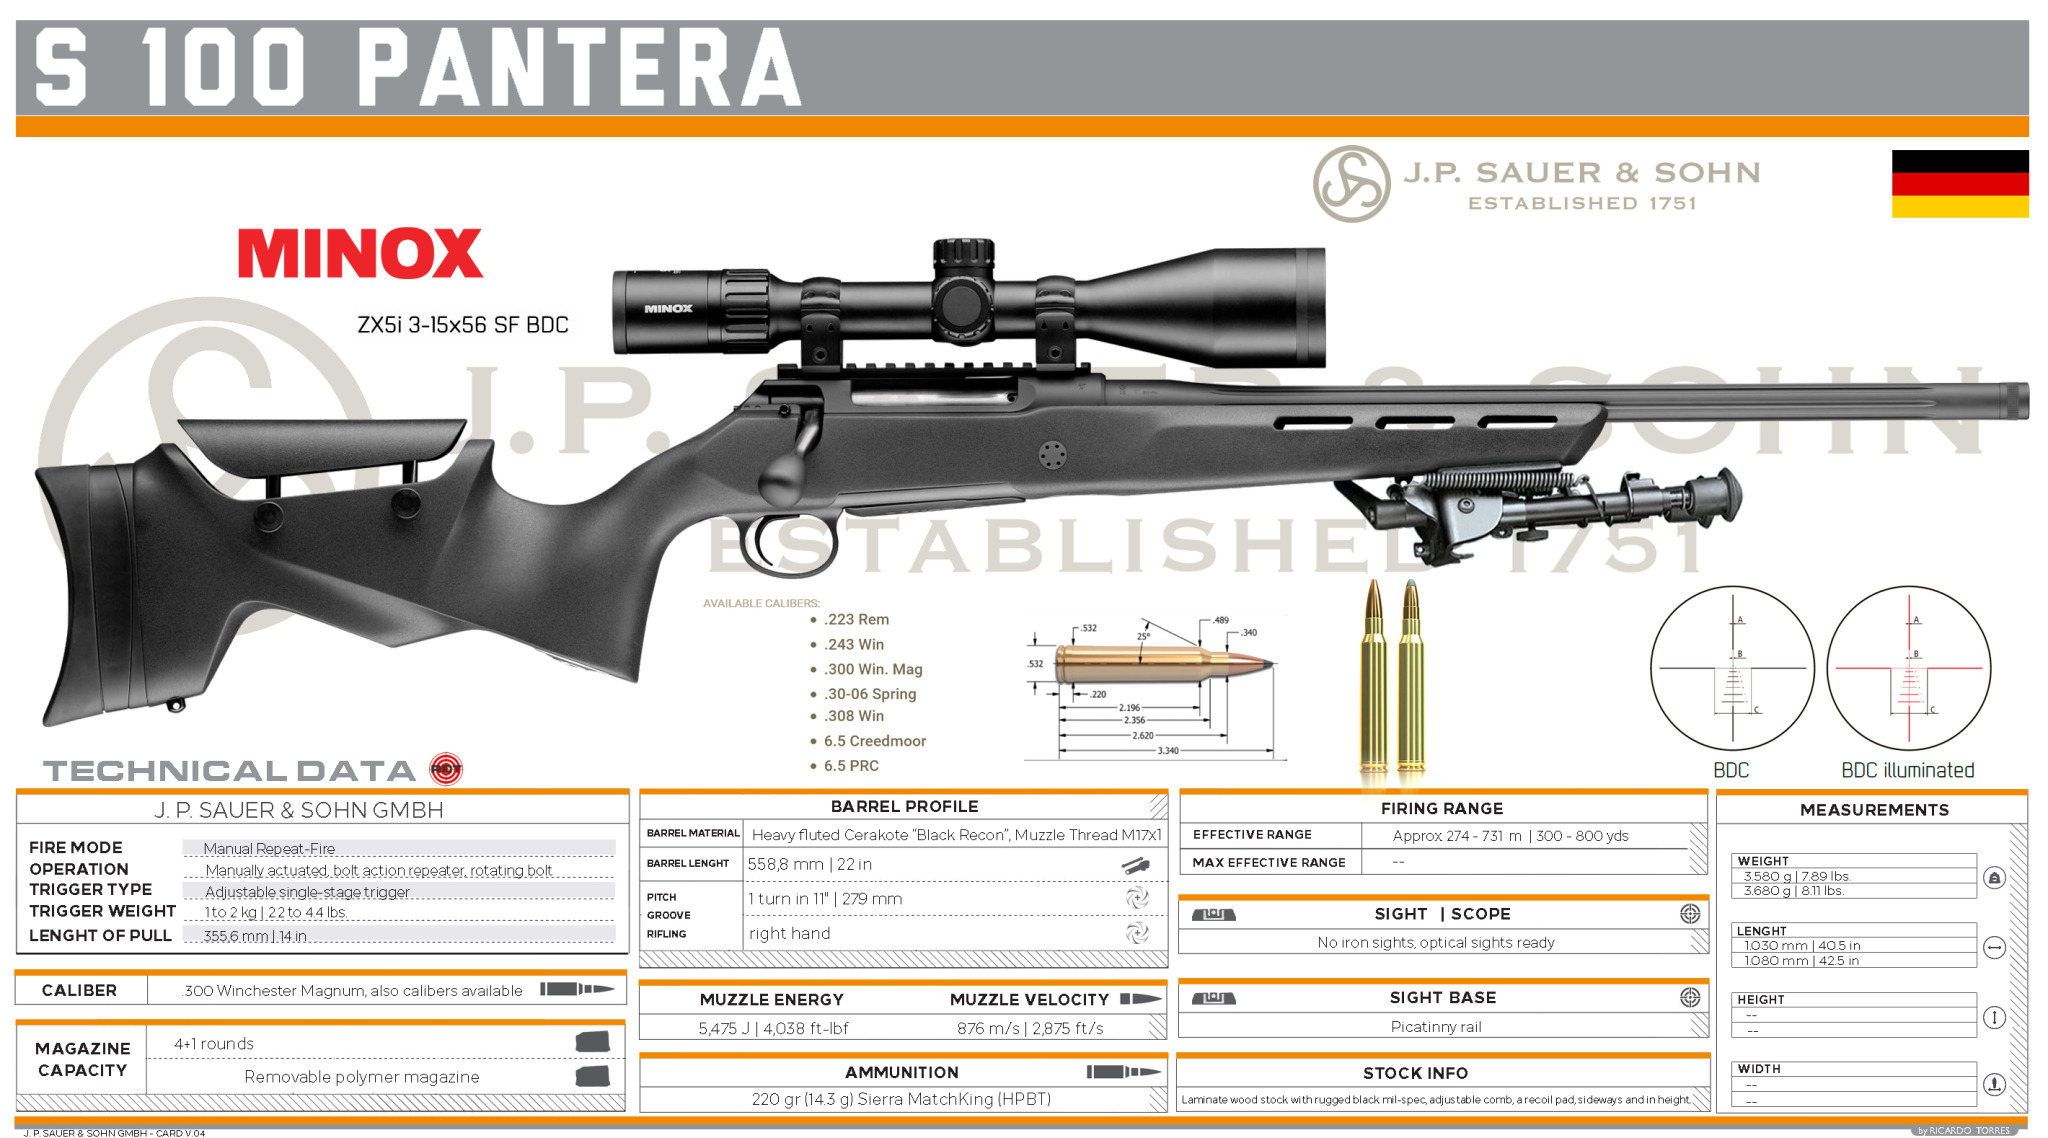 S 100 PANTERA
J.P. SAUER & SOHN
ESTABLISHED 1751
MINOX
ZX5i 3-15x56 SF BDC
MINOX
J.P. SAUER & SOHN
ESTABLISHED 1751
AVAILABLE CALIBERS:
• .223 Rem
• .243 Win
• .300 Win. Mag
• .30-06 Spring
• .308 Win
• 6.5 Creedmoor
• 6.5 PRC
.532
.532
25°
.489
.340
.220
2.196
2.356
2.620
3.340
A
B
C
BDC
A
B
C
BDC illuminated
TECHNICAL DATA
J. P. SAUER & SOHN GMBH
FIRE MODE Manual Repeat-Fire
OPERATION Manually actuated, bolt action repeater, rotating bolt
TRIGGER TYPE Adjustable single-stage trigger
TRIGGER WEIGHT 1 to 2 kg | 2.2 to 4.4 lbs.
LENGHT OF PULL 355,6 mm | 14 in
CALIBER .300 Winchester Magnum, also calibers available
MAGAZINE CAPACITY
4+1 rounds
Removable polymer magazine
BARREL PROFILE
BARREL MATERIAL Heavy fluted Cerakote “Black Recon”, Muzzle Thread M17x1
BARREL LENGHT 558,8 mm | 22 in
PITCH 1 turn in 11" | 279 mm
GROOVE
RIFLING right hand
MUZZLE ENERGY MUZZLE VELOCITY
5,475 J | 4,038 ft-lbf 876 m/s | 2,875 ft/s
AMMUNITION
220 gr (14.3 g) Sierra MatchKing (HPBT)
FIRING RANGE
EFFECTIVE RANGE Approx 274 - 731 m | 300 - 800 yds
MAX EFFECTIVE RANGE --
SIGHT | SCOPE
No iron sights, optical sights ready
SIGHT BASE
Picatinny rail
STOCK INFO
Laminate wood stock with rugged black mil-spec, adjustable comb, a recoil pad, sideways and in height.
MEASUREMENTS
WEIGHT
3.580 g | 7.89 lbs.
3.680 g | 8.11 lbs.
LENGHT
1.030 mm | 40.5 in
1.080 mm | 42.5 in
HEIGHT
--
--
WIDTH
--
--
J. P. SAUER & SOHN GMBH - CARD V.04
by RICARDO TORRES